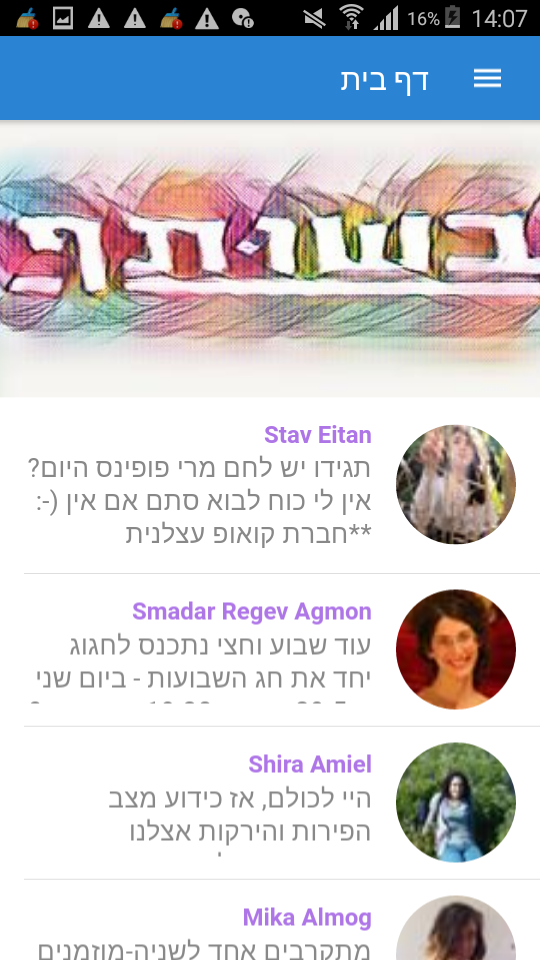 16% 14:07
דף בית
בשותף
Stav Eitan
תגידו יש לחם מרי פופינס היום?
אין לי כוח לבוא סתם אם אין (-:
**חברת קואופ עצלנית
Smadar Regev Agmon
עוד שבוע וחצי נתכנס לחגוג
יחד את חג השבועות - ביום שני
Shira Amiel
היי לכולם, אז כידוע מצב
הפירות והירקות אצלנו
Mika Almog
מתקרבים אחד לשניה-מוזמנים